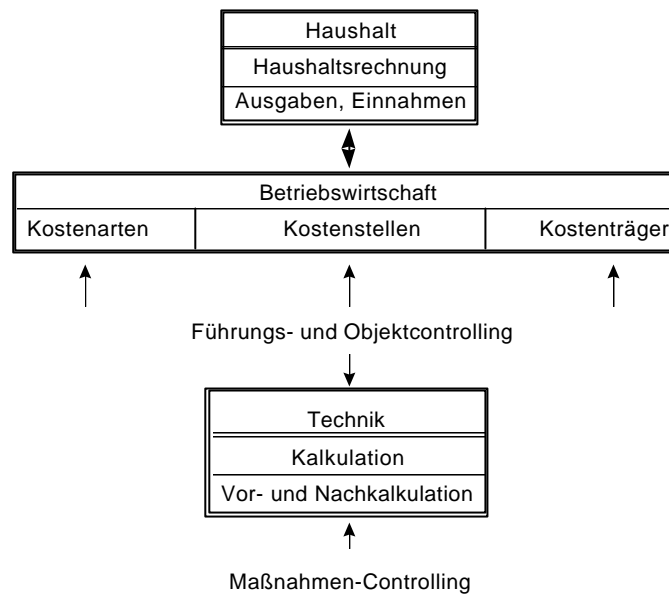 Haushalt
Haushaltsrechnung
Ausgaben, Einnahmen
Betriebswirtschaft
Kostenarten Kostenstellen Kostenträger
Führungs- und Objektcontrolling
Technik
Kalkulation
Vor- und Nachkalkulation
Maßnahmen-Controlling